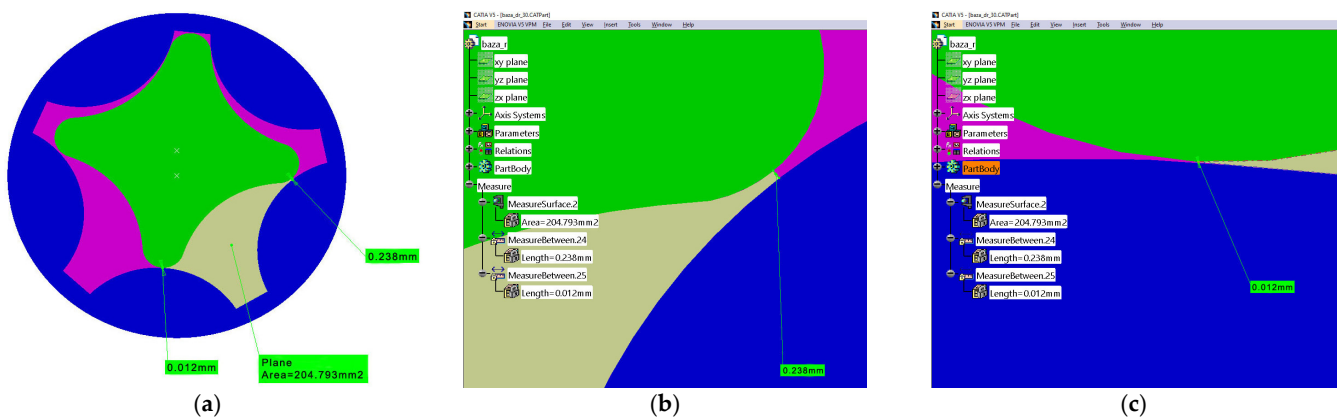 0.238mm
0.012mm
Plane
Area=204.793mm2
(a)
CATIA V5 - [baza_dr_30.CATPart]
Start ENOVIA V5 VPM File Edit View Insert Tools Window Help
baza_r
xy plane
yz plane
zx plane
Axis Systems
Parameters
Relations
PartBody
Measure
MeasureSurface.2
Area=204.793mm2
MeasureBetween.24
Length=0.238mm
MeasureBetween.25
Length=0.012mm
0.238mm
(b)
CATIA V5 - [baza_dr_30.CATPart]
Start ENOVIA V5 VPM File Edit View Insert Tools Window Help
baza_r
xy plane
yz plane
zx plane
Axis Systems
Parameters
Relations
PartBody
Measure
MeasureSurface.2
Area=204.793mm2
MeasureBetween.24
Length=0.238mm
MeasureBetween.25
Length=0.012mm
0.012mm
(c)